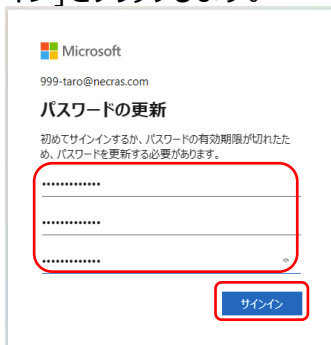 イン]をクリックします。
Microsoft
999-taro@necras.com
パスワードの更新
初めてサインインするか、パスワードの有効期限が切れたた
め、パスワードを更新する必要があります。
•••••••••••••
•••••••••••••
•••••••••••••
サインイン